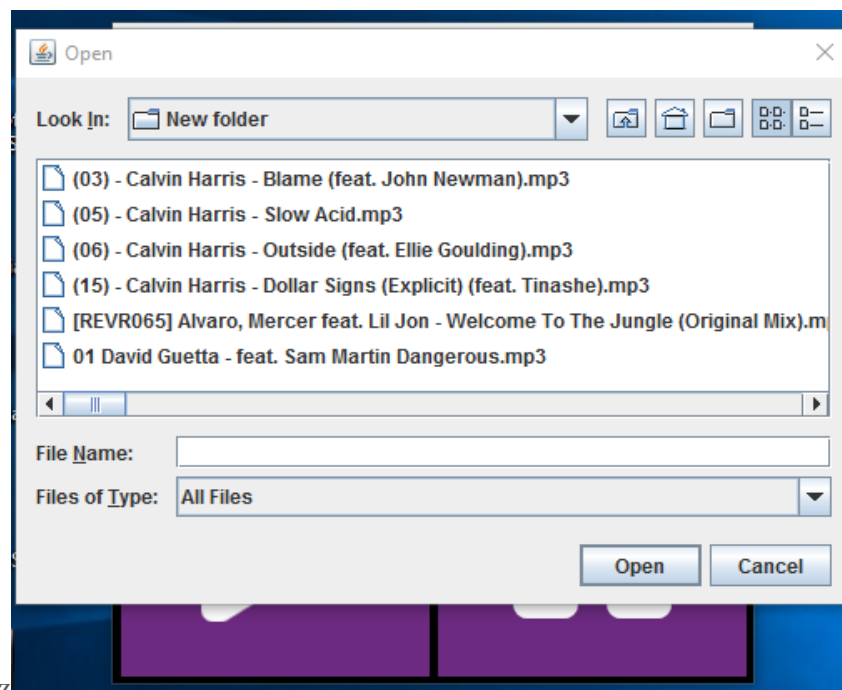 Open
Look In: New folder
(03) - Calvin Harris - Blame (feat. John Newman).mp3
(05) - Calvin Harris - Slow Acid.mp3
(06) - Calvin Harris - Outside (feat. Ellie Goulding).mp3
(15) - Calvin Harris - Dollar Signs (Explicit) (feat. Tinashe).mp3
[REVR065] Alvaro, Mercer feat. Lil Jon - Welcome To The Jungle (Original Mix).m
01 David Guetta - feat. Sam Martin Dangerous.mp3
File Name:
Files of Type: All Files
Open Cancel